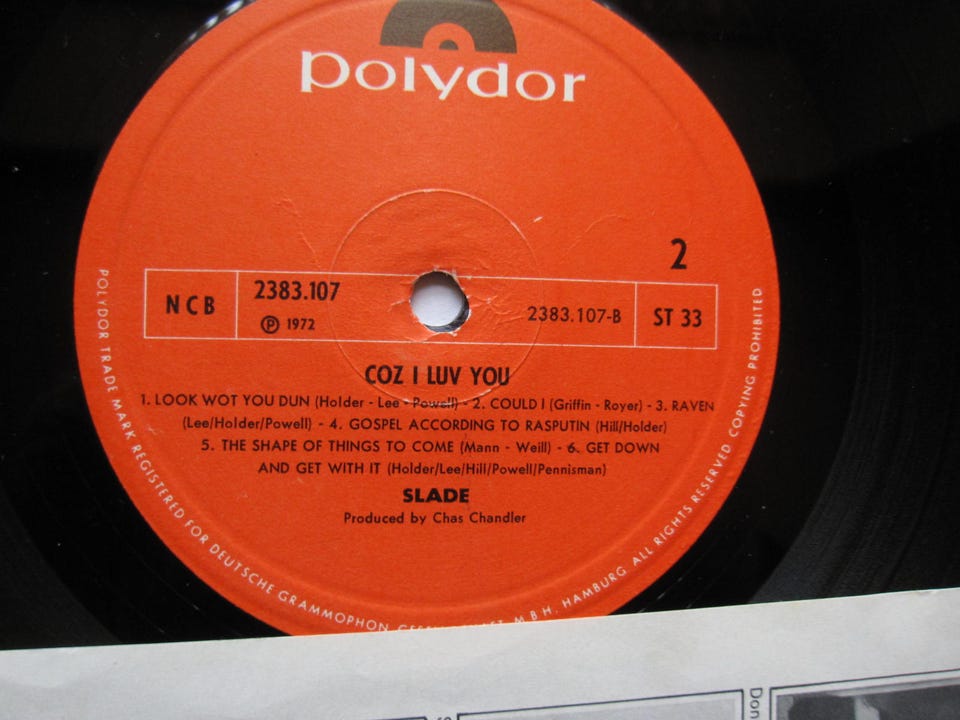 polydor
2
NCB
2383.107
Ⓟ 1972
2383.107-B
ST 33
COZ I LUV YOU
1. LOOK WOT YOU DUN (Holder - Lee - Powell) - 2. COULD I (Griffin - Royer) - 3. RAVEN
(Lee/Holder/Powell) - 4. GOSPEL ACCORDING TO RASPUTIN (Hill/Holder)
5. THE SHAPE OF THINGS TO COME (Mann - Weill) - 6. GET DOWN
AND GET WITH IT (Holder/Lee/Hill/Powell/Pennisman)
SLADE
Produced by Chas Chandler
POLYDOR TRADE MARK REGISTERED FOR DEUTSCHE GRAMMOPHON M B H. HAMBURG ALL RIGHTS RESERVED COPYING PROHIBITED
Don